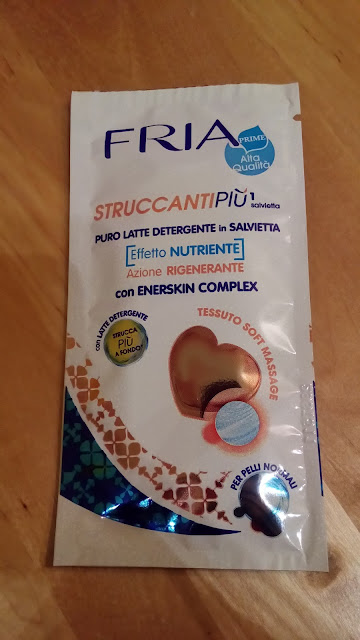 FRIA
PRIME
Alta
Qualità
STRUCCANTIPIÙ 1
salvietta
PURO LATTE DETERGENTE in SALVIETTA
[Effetto NUTRIENTE]
Azione RIGENERANTE
con ENERSKIN COMPLEX
con LATTE DETERGENTE
STRUCCA
PIÙ
A FONDO*
TESSUTO SOFT MASSAGE
PER PELLI NORMALI